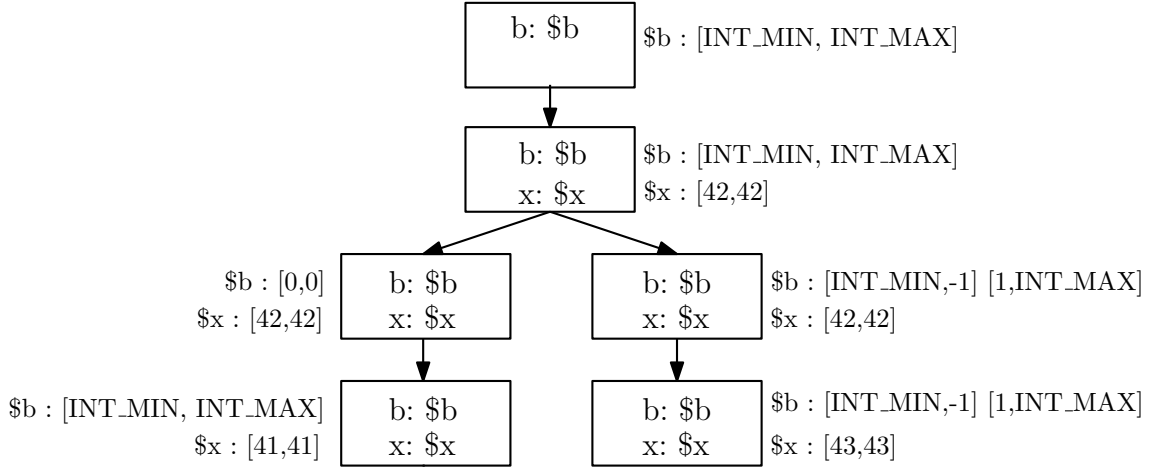 b: $b
$b : [INT_MIN, INT_MAX]
b: $b
x: $x
$b : [INT_MIN, INT_MAX]
$x : [42,42]
$b : [0,0]
$x : [42,42]
b: $b
x: $x
b: $b
x: $x
$b : [INT_MIN,-1] [1,INT_MAX]
$x : [42,42]
$b : [INT_MIN, INT_MAX]
$x : [41,41]
b: $b
x: $x
b: $b
x: $x
$b : [INT_MIN,-1] [1,INT_MAX]
$x : [43,43]